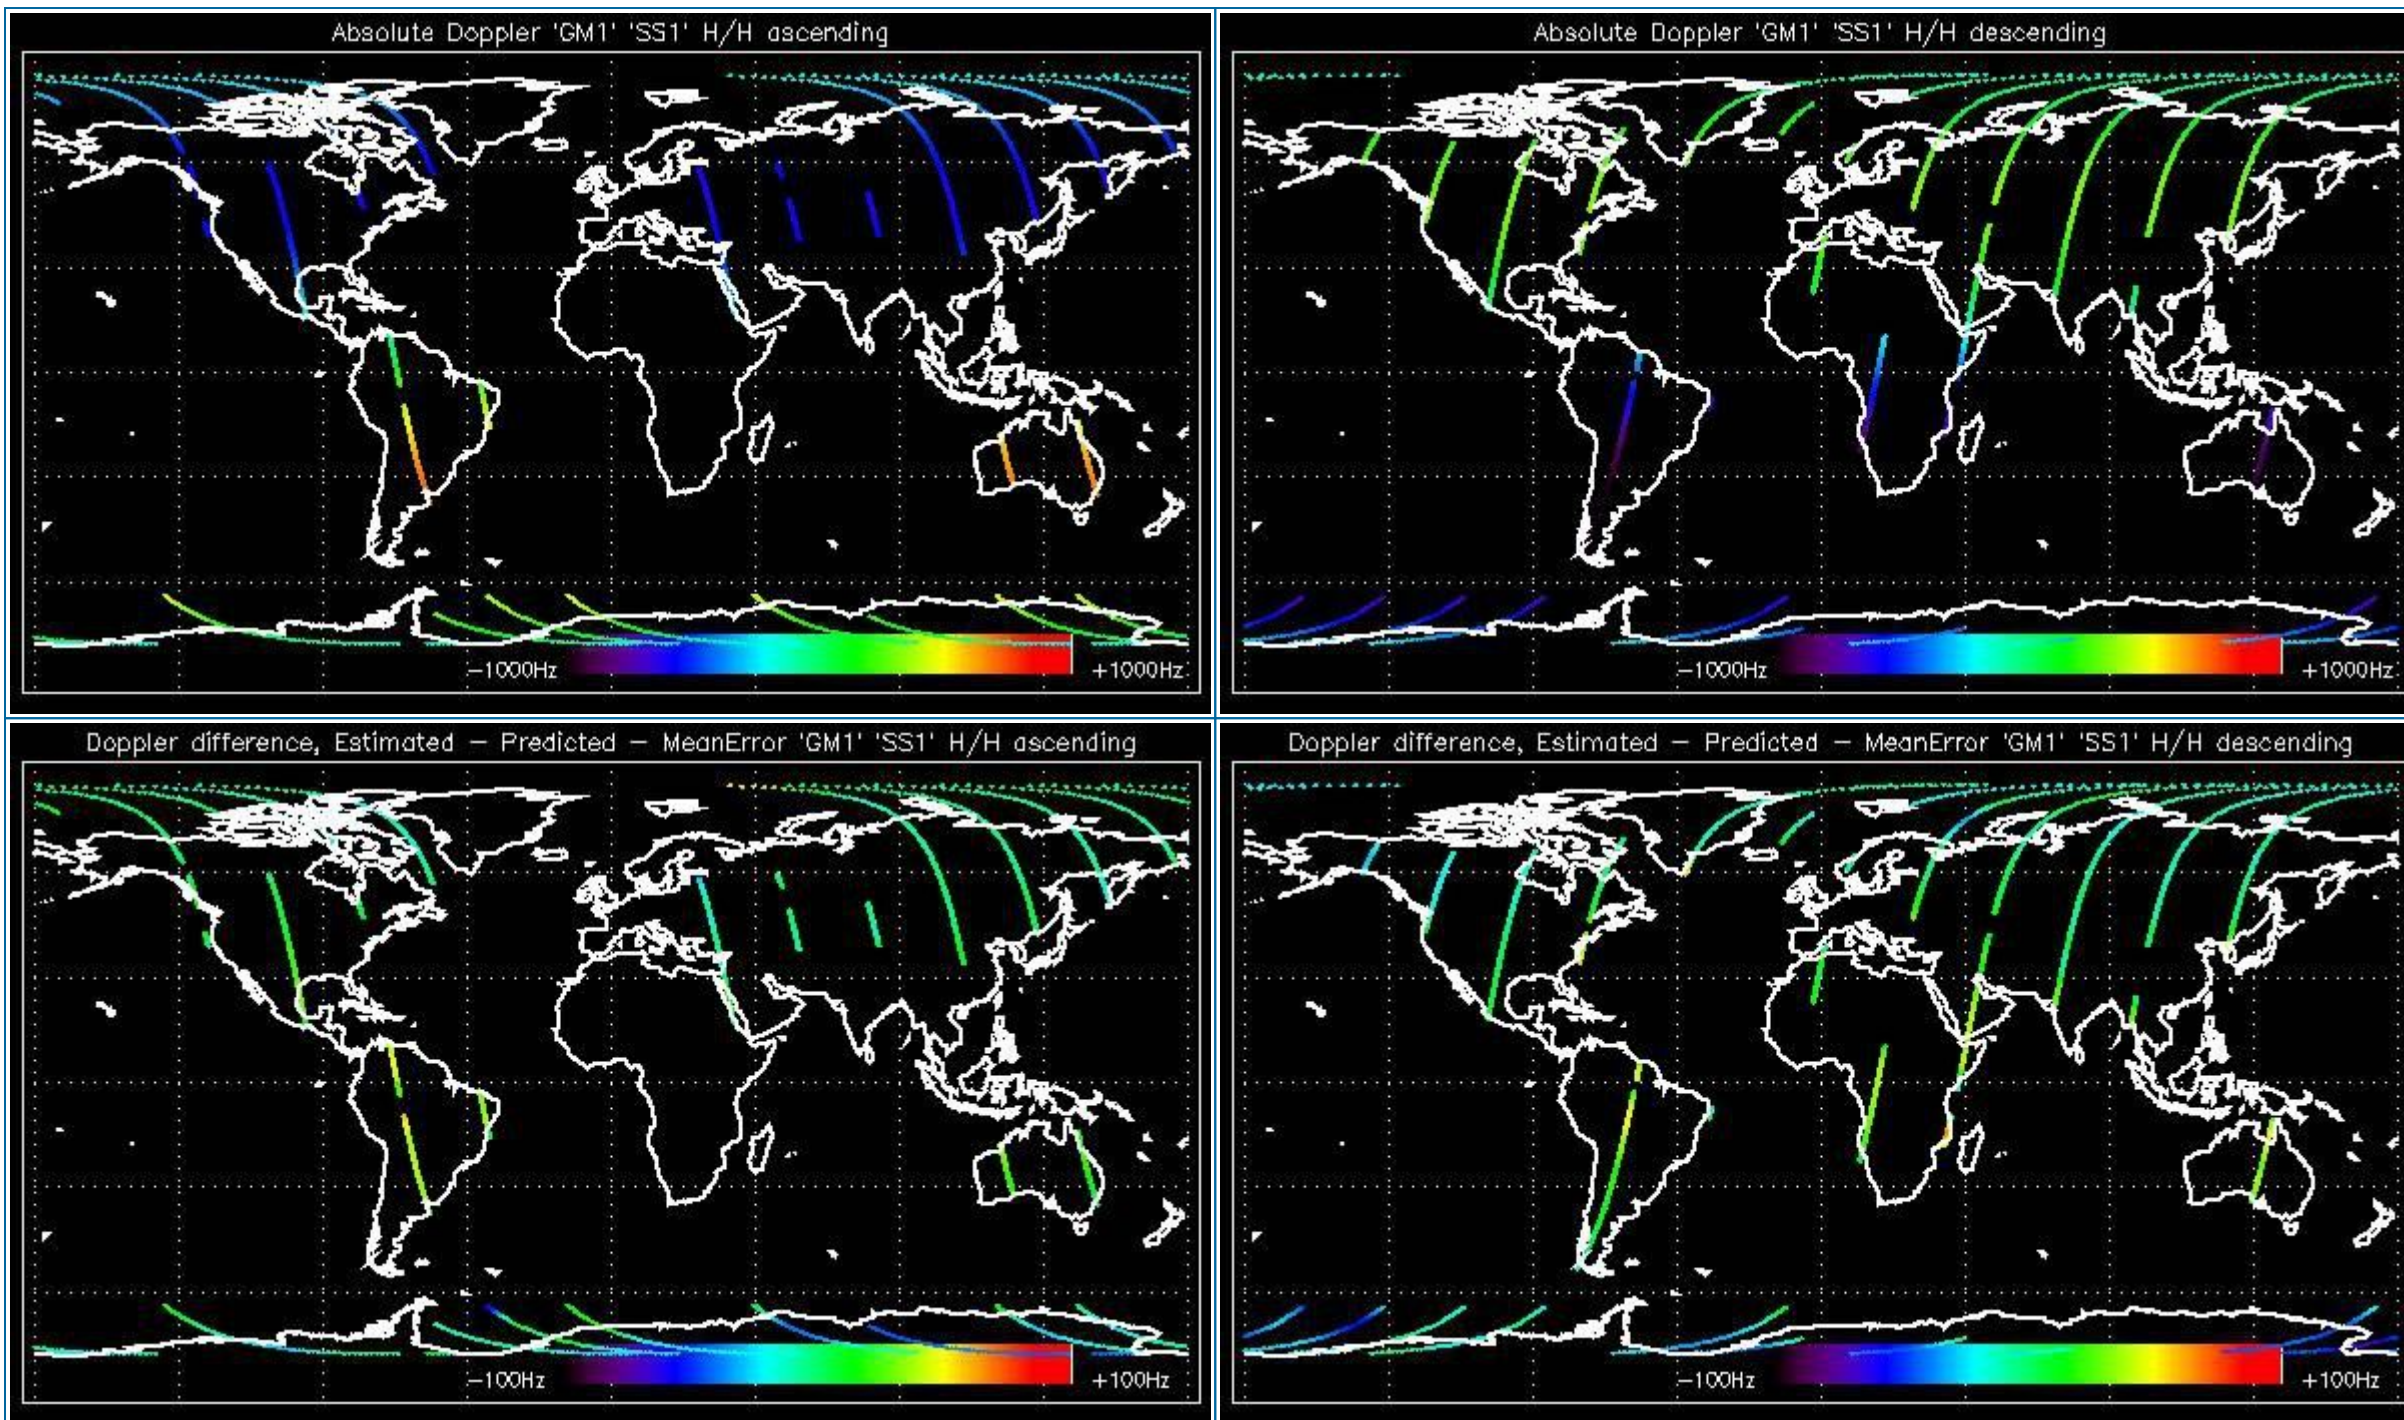 Absolute Doppler 'GM1' 'SS1' H/H ascending
-1000Hz
+1000Hz
Absolute Doppler 'GM1' 'SS1' H/H descending
-1000Hz
+1000Hz
Doppler difference, Estimated - Predicted - MeanError 'GM1' 'SS1' H/H ascending
-100Hz
+100Hz
Doppler difference, Estimated - Predicted - MeanError 'GM1' 'SS1' H/H descending
-100Hz
+100Hz